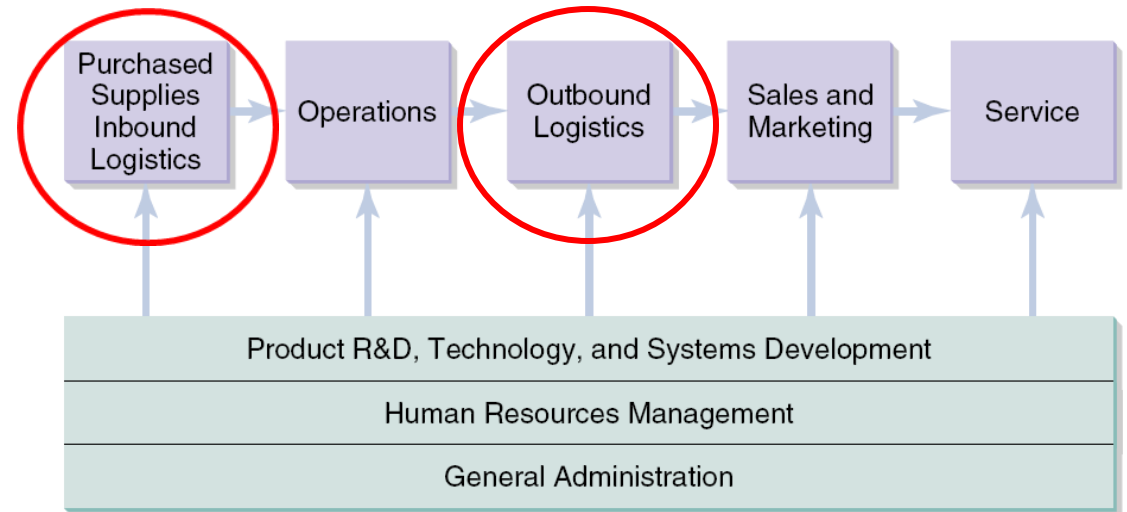 Purchased
Supplies
Inbound
Logistics
Operations
Outbound
Logistics
Sales and
Marketing
Service
Product R&D, Technology, and Systems Development
Human Resources Management
General Administration